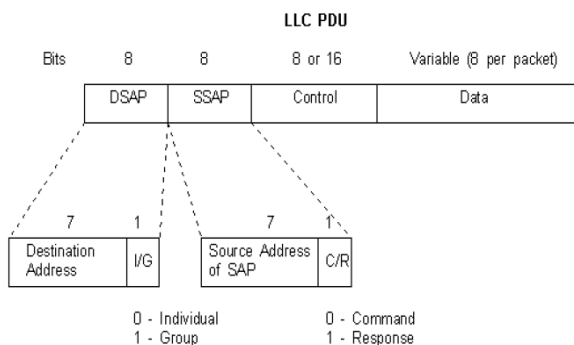 LLC PDU
Bits 8 8 8 or 16 Variable (8 per packet)
DSAP SSAP Control Data
7 1 7 1
Destination Address I/G Source Address of SAP C/R
0 - Individual 0 - Command
1 - Group 1 - Response